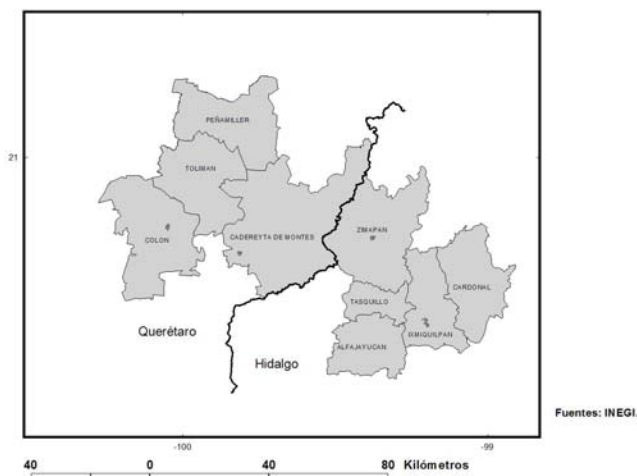 PEÑAMILLER
21
TOLIMAN
COLON
CADEREYTA DE MONTES
ZIMAPAN
CARDONAL
TASQUILLO
IXMIQUILPAN
ALFAJAYUCAN
Querétaro
Hidalgo
Fuentes: INEGI.
-100
-99
40 0 40 80 Kilómetros